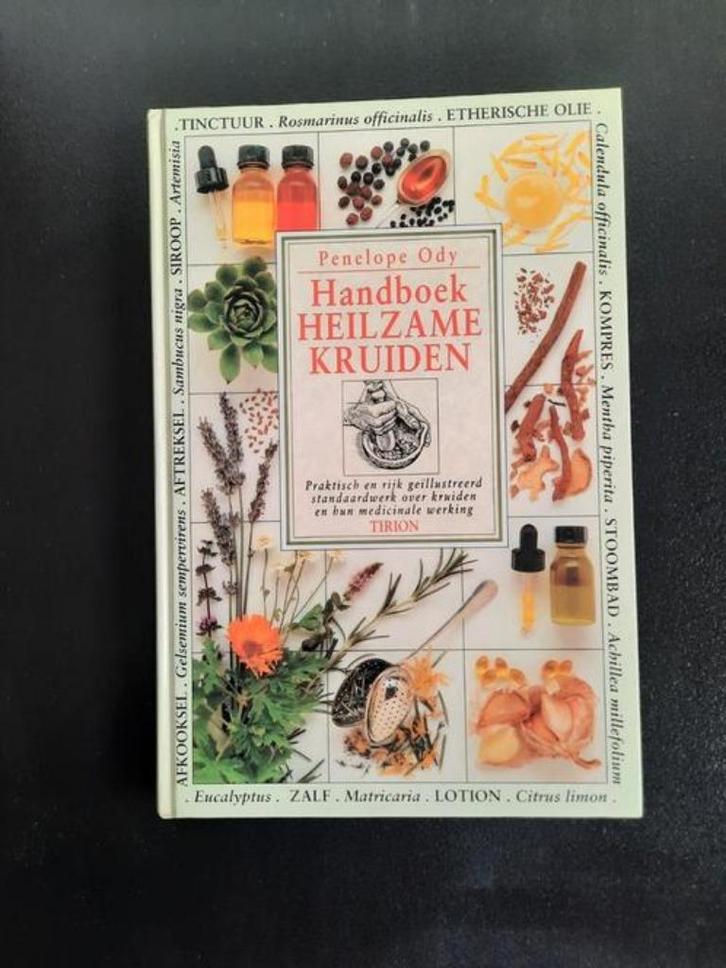 .TINCTUUR . Rosmarinus officinalis . ETHERISCHE OLIE .
Calendula officinalis . KOMPRES . Mentha piperita . STOOMBAD . Achillea millefolium
AFKOOKSEL . Gelsemium sempervirens . AFTREKSEL . Sambucus nigra . SIROOP . Artemisia
Penelope Ody
Handboek
HEILZAME
KRUIDEN
Praktisch en rijk geïllustreerd
standaardwerk over kruiden
en hun medicinale werking
TIRION
. Eucalyptus . ZALF . Matricaria . LOTION . Citrus limon .